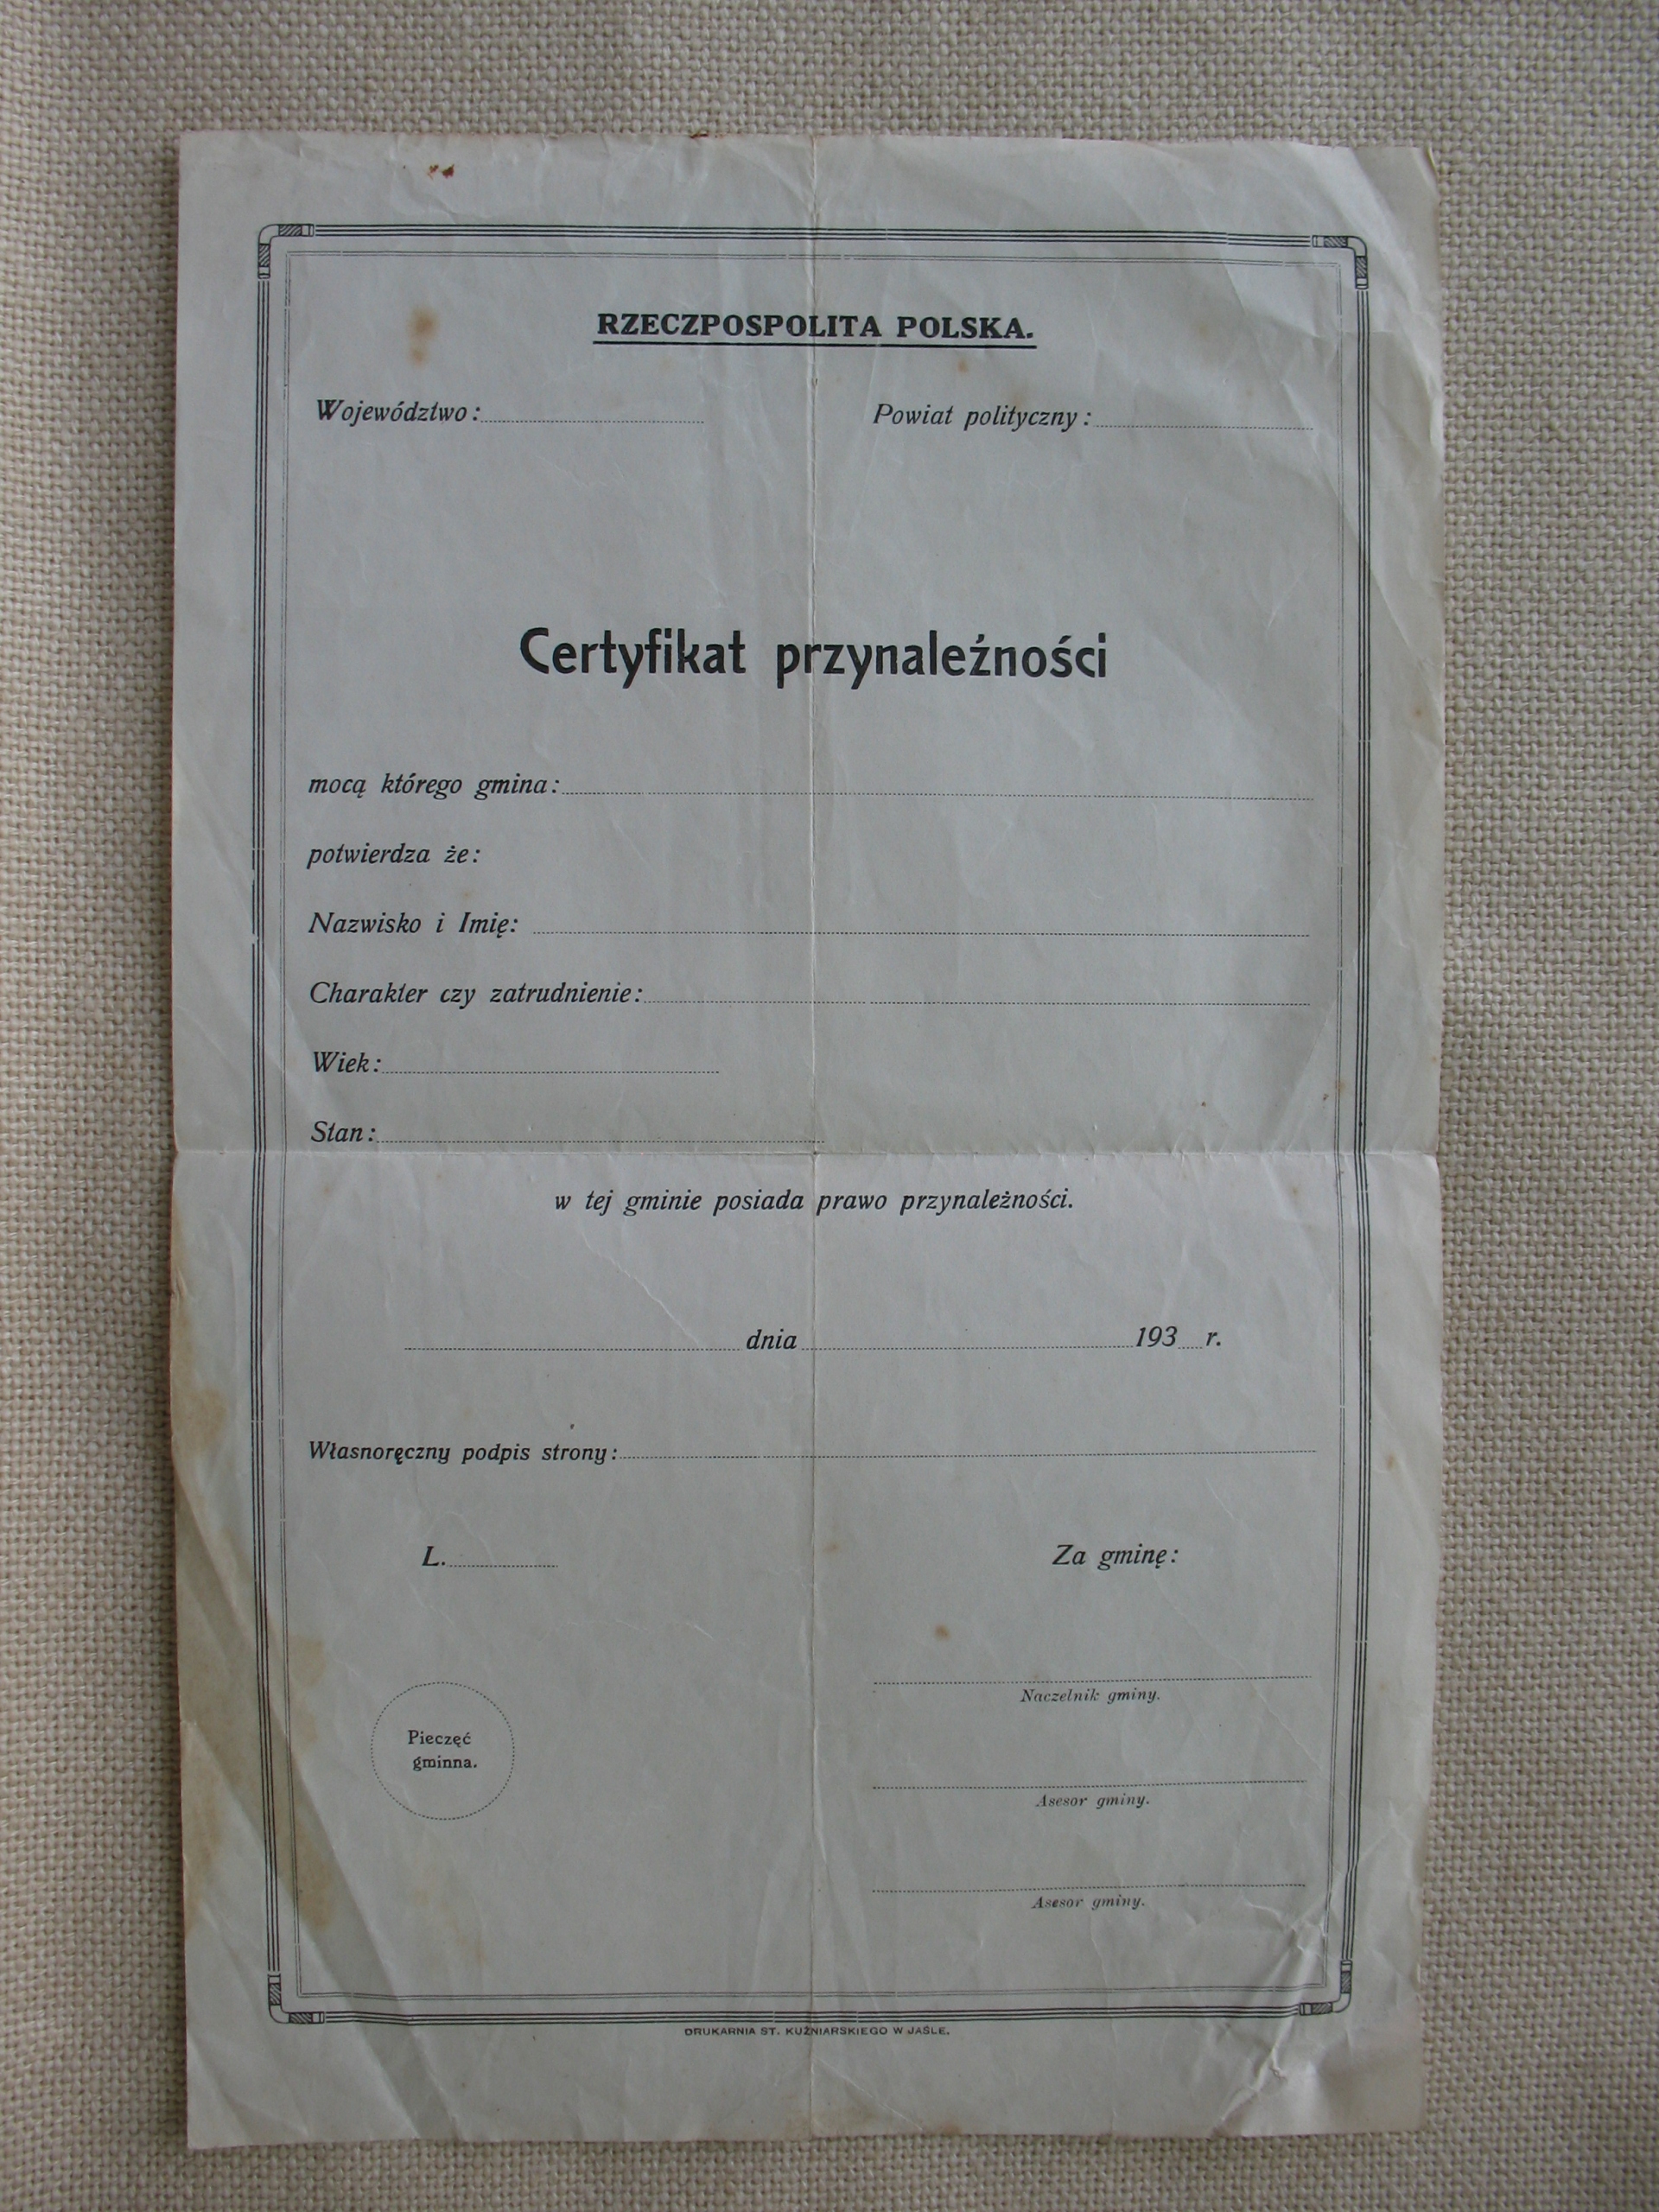 RZECZPOSPOLITA POLSKA.
Województwo: Powiat polityczny:
Certyfikat przynależności
mocą którego gmina:
potwierdza że:
Nazwisko i Imię:
Charakter czy zatrudnienie:
Wiek:
Stan:
w tej gminie posiada prawo przynależności.
dnia 193 r.
Własnoręczny podpis strony:
L. Za gminę:
Naczelnik gminy.
Pieczęć
gminna.
Asesor gminy.
Asesor gminy.
DRUKARNIA ST. KUŹNIARSKIEGO W JAŚLE.